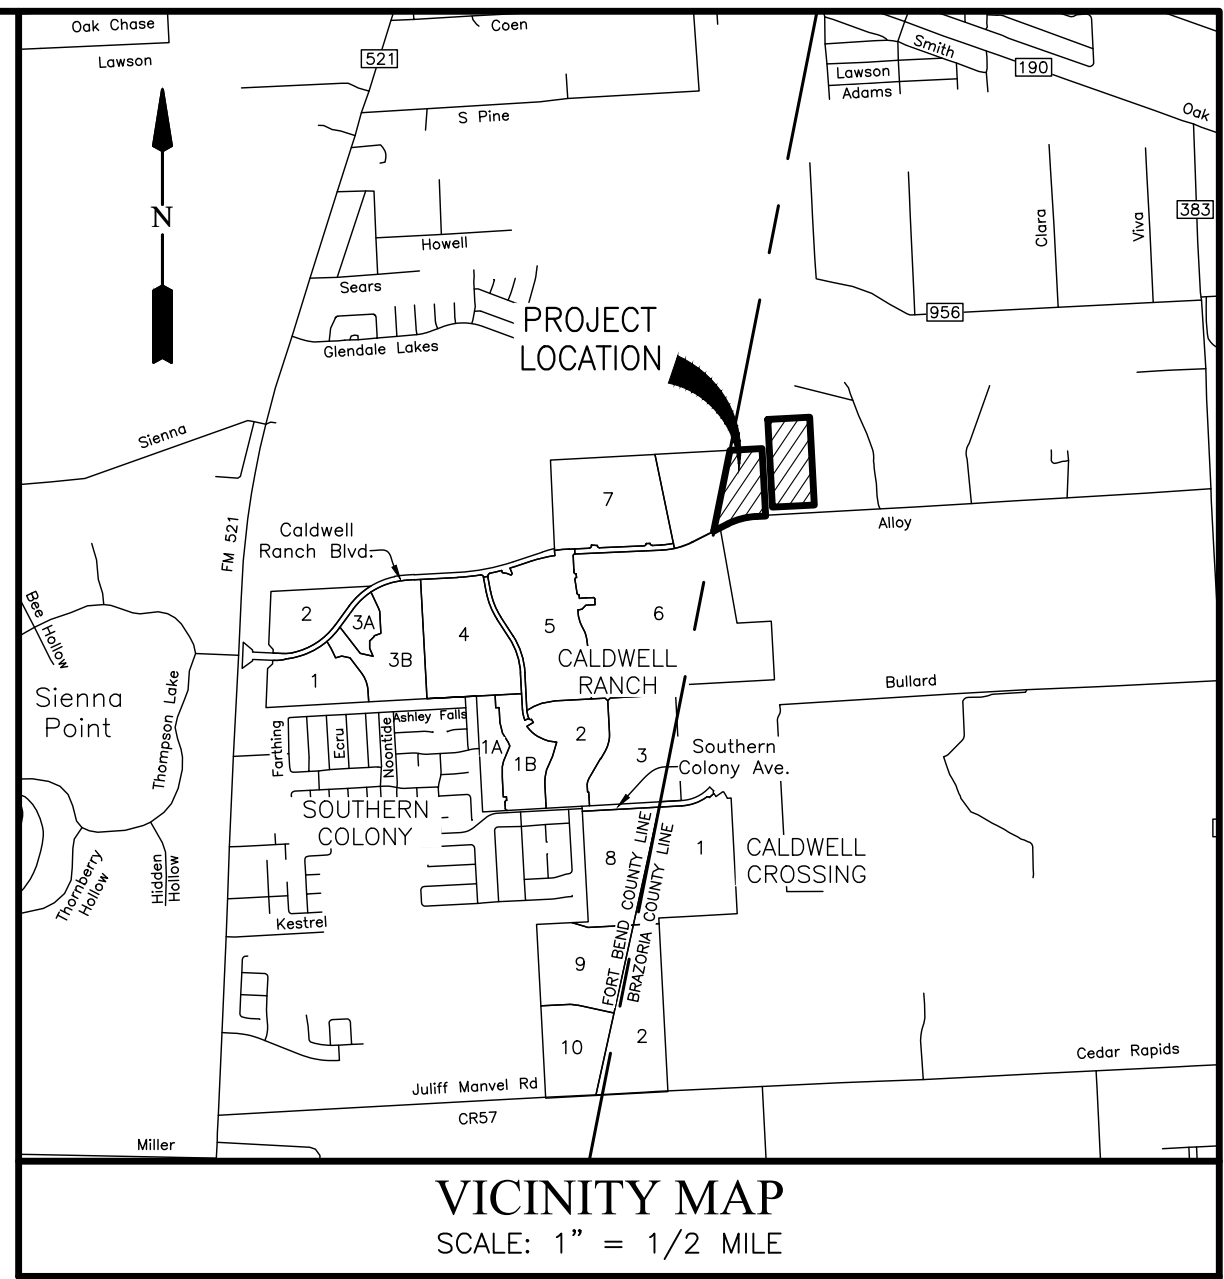 Oak Chase
Lawson
521
Coen
Smith
190
Lawson
Adams
Oak
S Pine
N
Howell
Sears
Glendale Lakes
Clara
Viva
383
956
PROJECT
LOCATION
Sienna
FM 521
Caldwell
Ranch Blvd.
7
Alloy
Bee Hollow
2
3A
3B
4
5
6
1
CALDWELL
RANCH
Bullard
Sienna
Point
Thompson Lake
Farthing
Ecru
Noontide
Ashley Falls
1A
1B
2
3
Southern
Colony Ave.
SOUTHERN
COLONY
Thornberry
Hollow
Hidden
Hollow
Kestrel
8
1
CALDWELL
CROSSING
FORT BEND COUNTY LINE
BRAZORIA COUNTY LINE
9
10
2
Juliff Manvel Rd
CR57
Cedar Rapids
Miller
VICINITY MAP
SCALE: 1" = 1/2 MILE